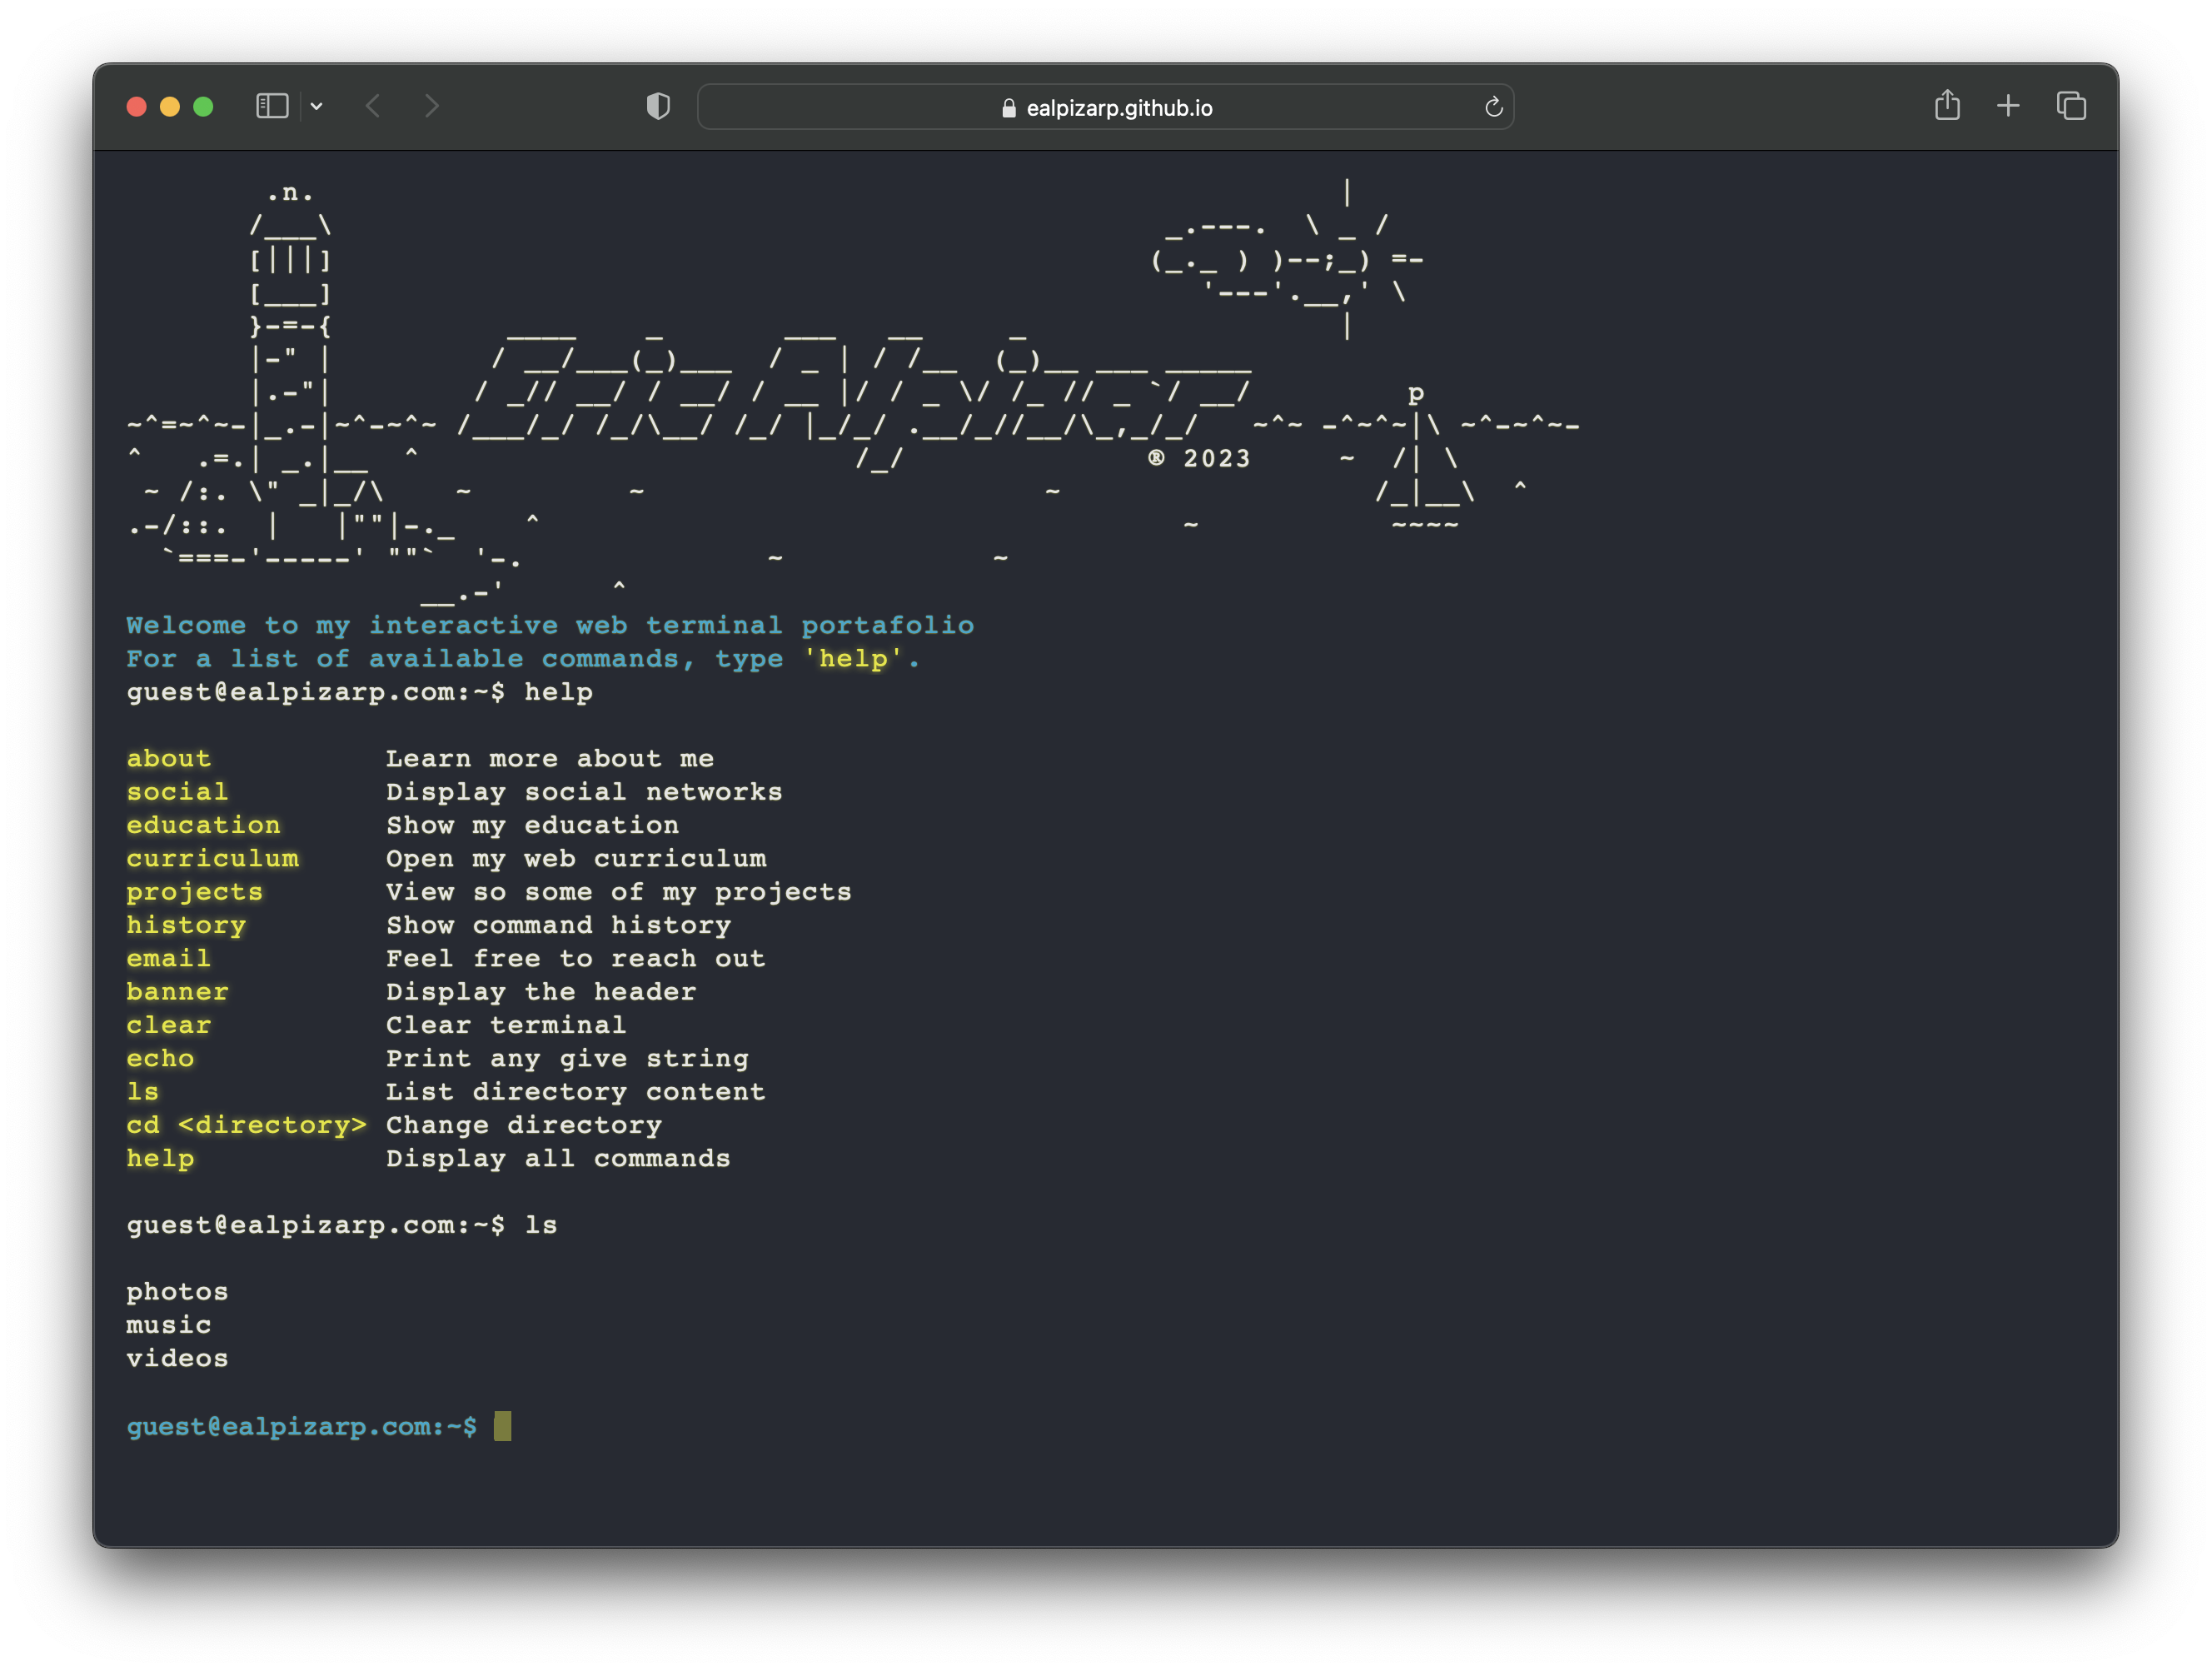 ealpizarp.github.io
Eric Alpizar
® 2023
Welcome to my interactive web terminal portafolio
For a list of available commands, type 'help'.
guest@ealpizarp.com:~$ help
about Learn more about me
social Display social networks
education Show my education
curriculum Open my web curriculum
projects View so some of my projects
history Show command history
email Feel free to reach out
banner Display the header
clear Clear terminal
echo Print any give string
ls List directory content
cd <directory> Change directory
help Display all commands
guest@ealpizarp.com:~$ ls
photos
music
videos
guest@ealpizarp.com:~$